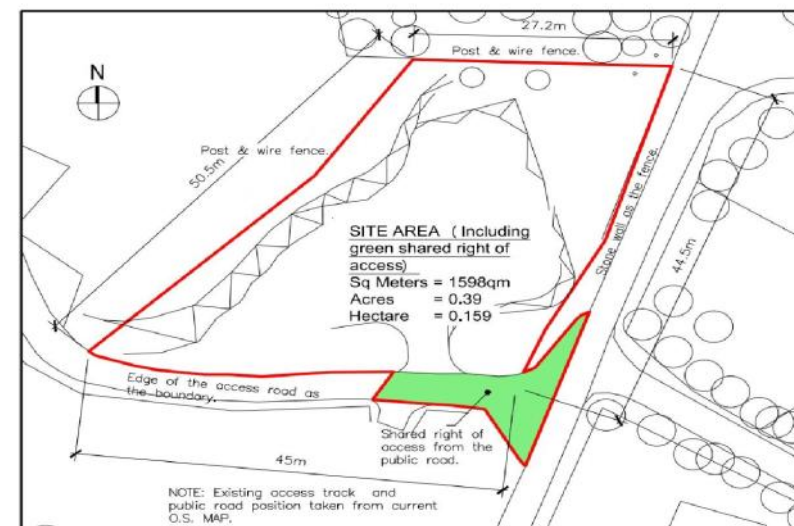 27.2m
Post & wire fence.
N
Post & wire fence.
50.5m
Stone wall as the fence.
44.5m
SITE AREA ( Including
green shared right of
access)
Sq Meters = 1598qm
Acres = 0.39
Hectare = 0.159
Edge of the access road as
the boundary.
Shared right of
access from the
public road.
45m
NOTE: Existing access track and
public road position taken from current
O.S. MAP.